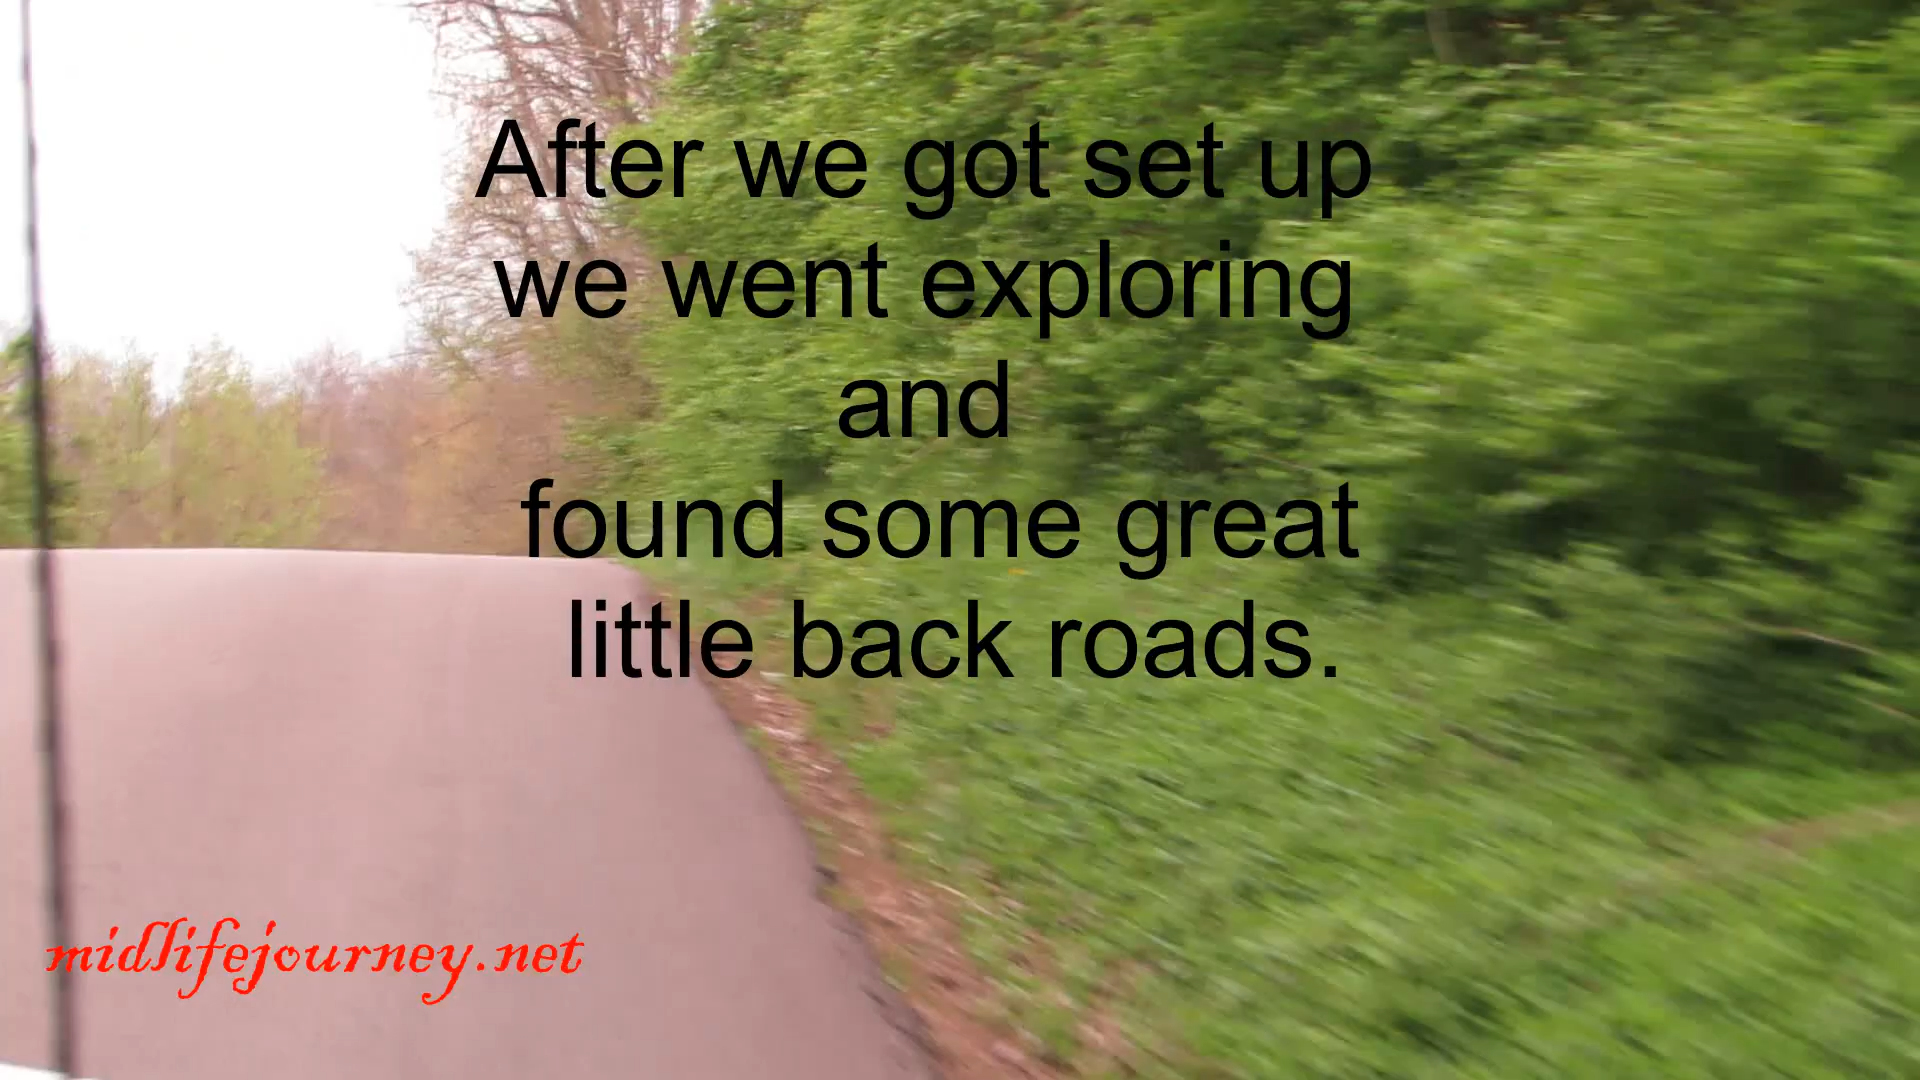 After we got set up
we went exploring
and
found some great
little back roads.
midlifejourney.net